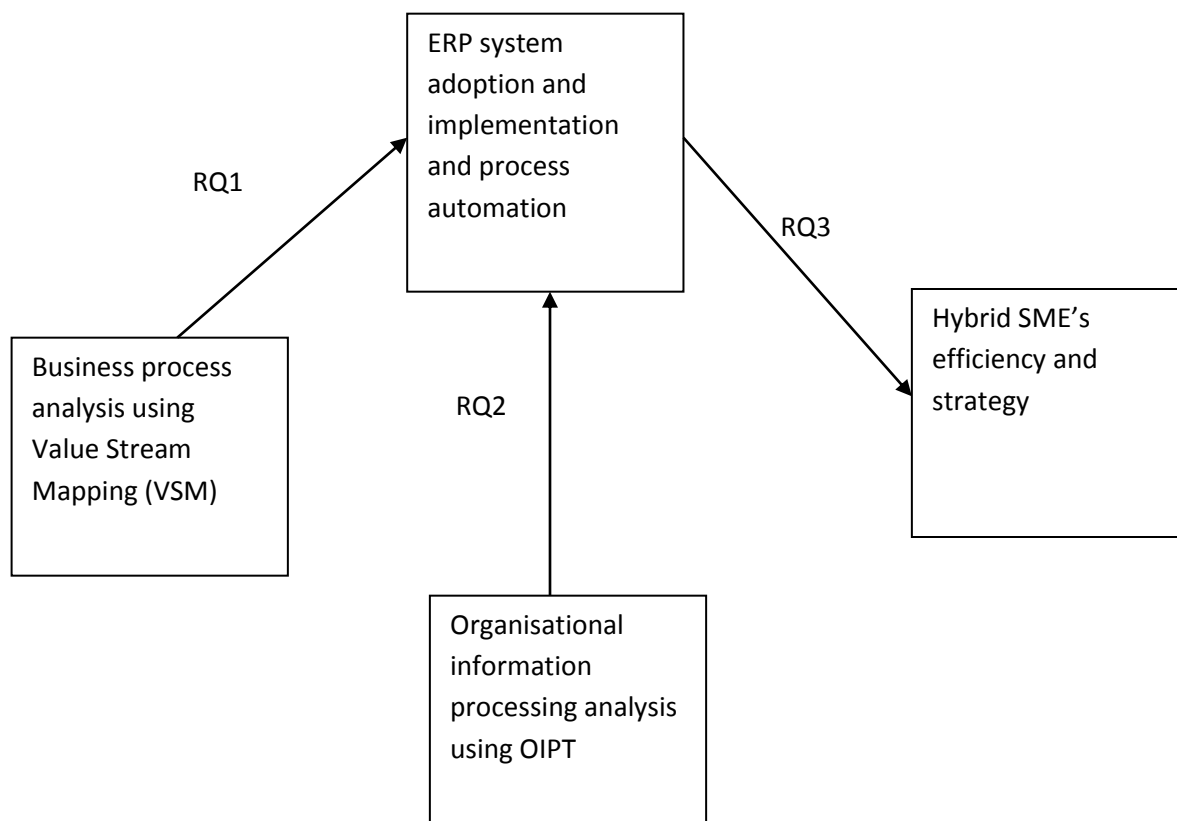 ERP system
adoption and
implementation
and process
automation
RQ1
RQ3
Hybrid SME’s
efficiency and
strategy
Business process
analysis using
Value Stream
Mapping (VSM)
RQ2
Organisational
information
processing analysis
using OIPT